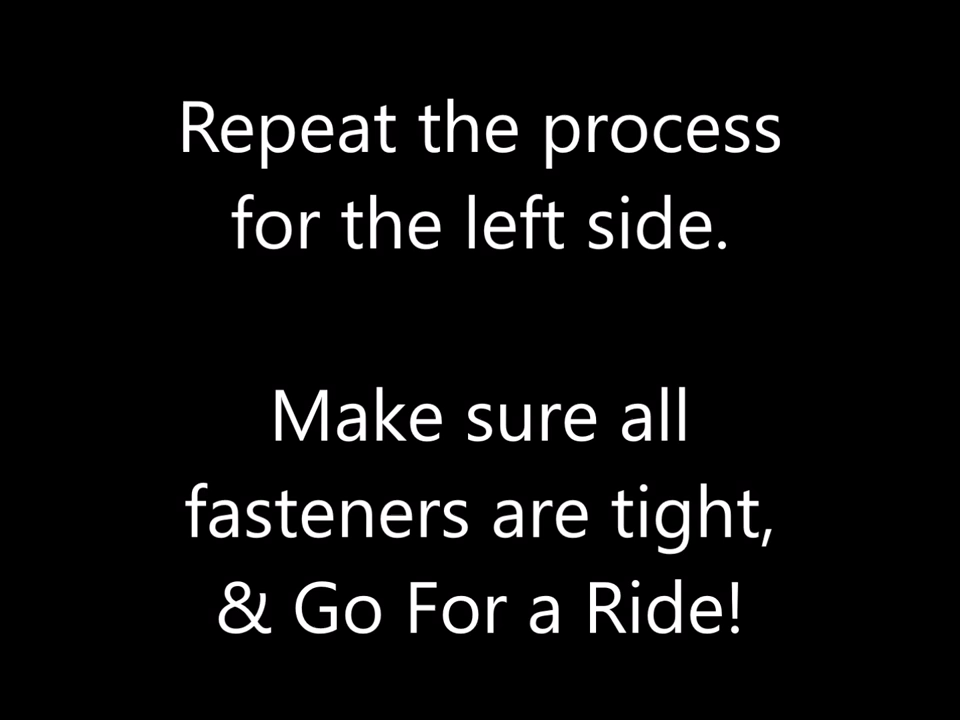 Repeat the process
for the left side.
Make sure all
fasteners are tight,
& Go For a Ride!